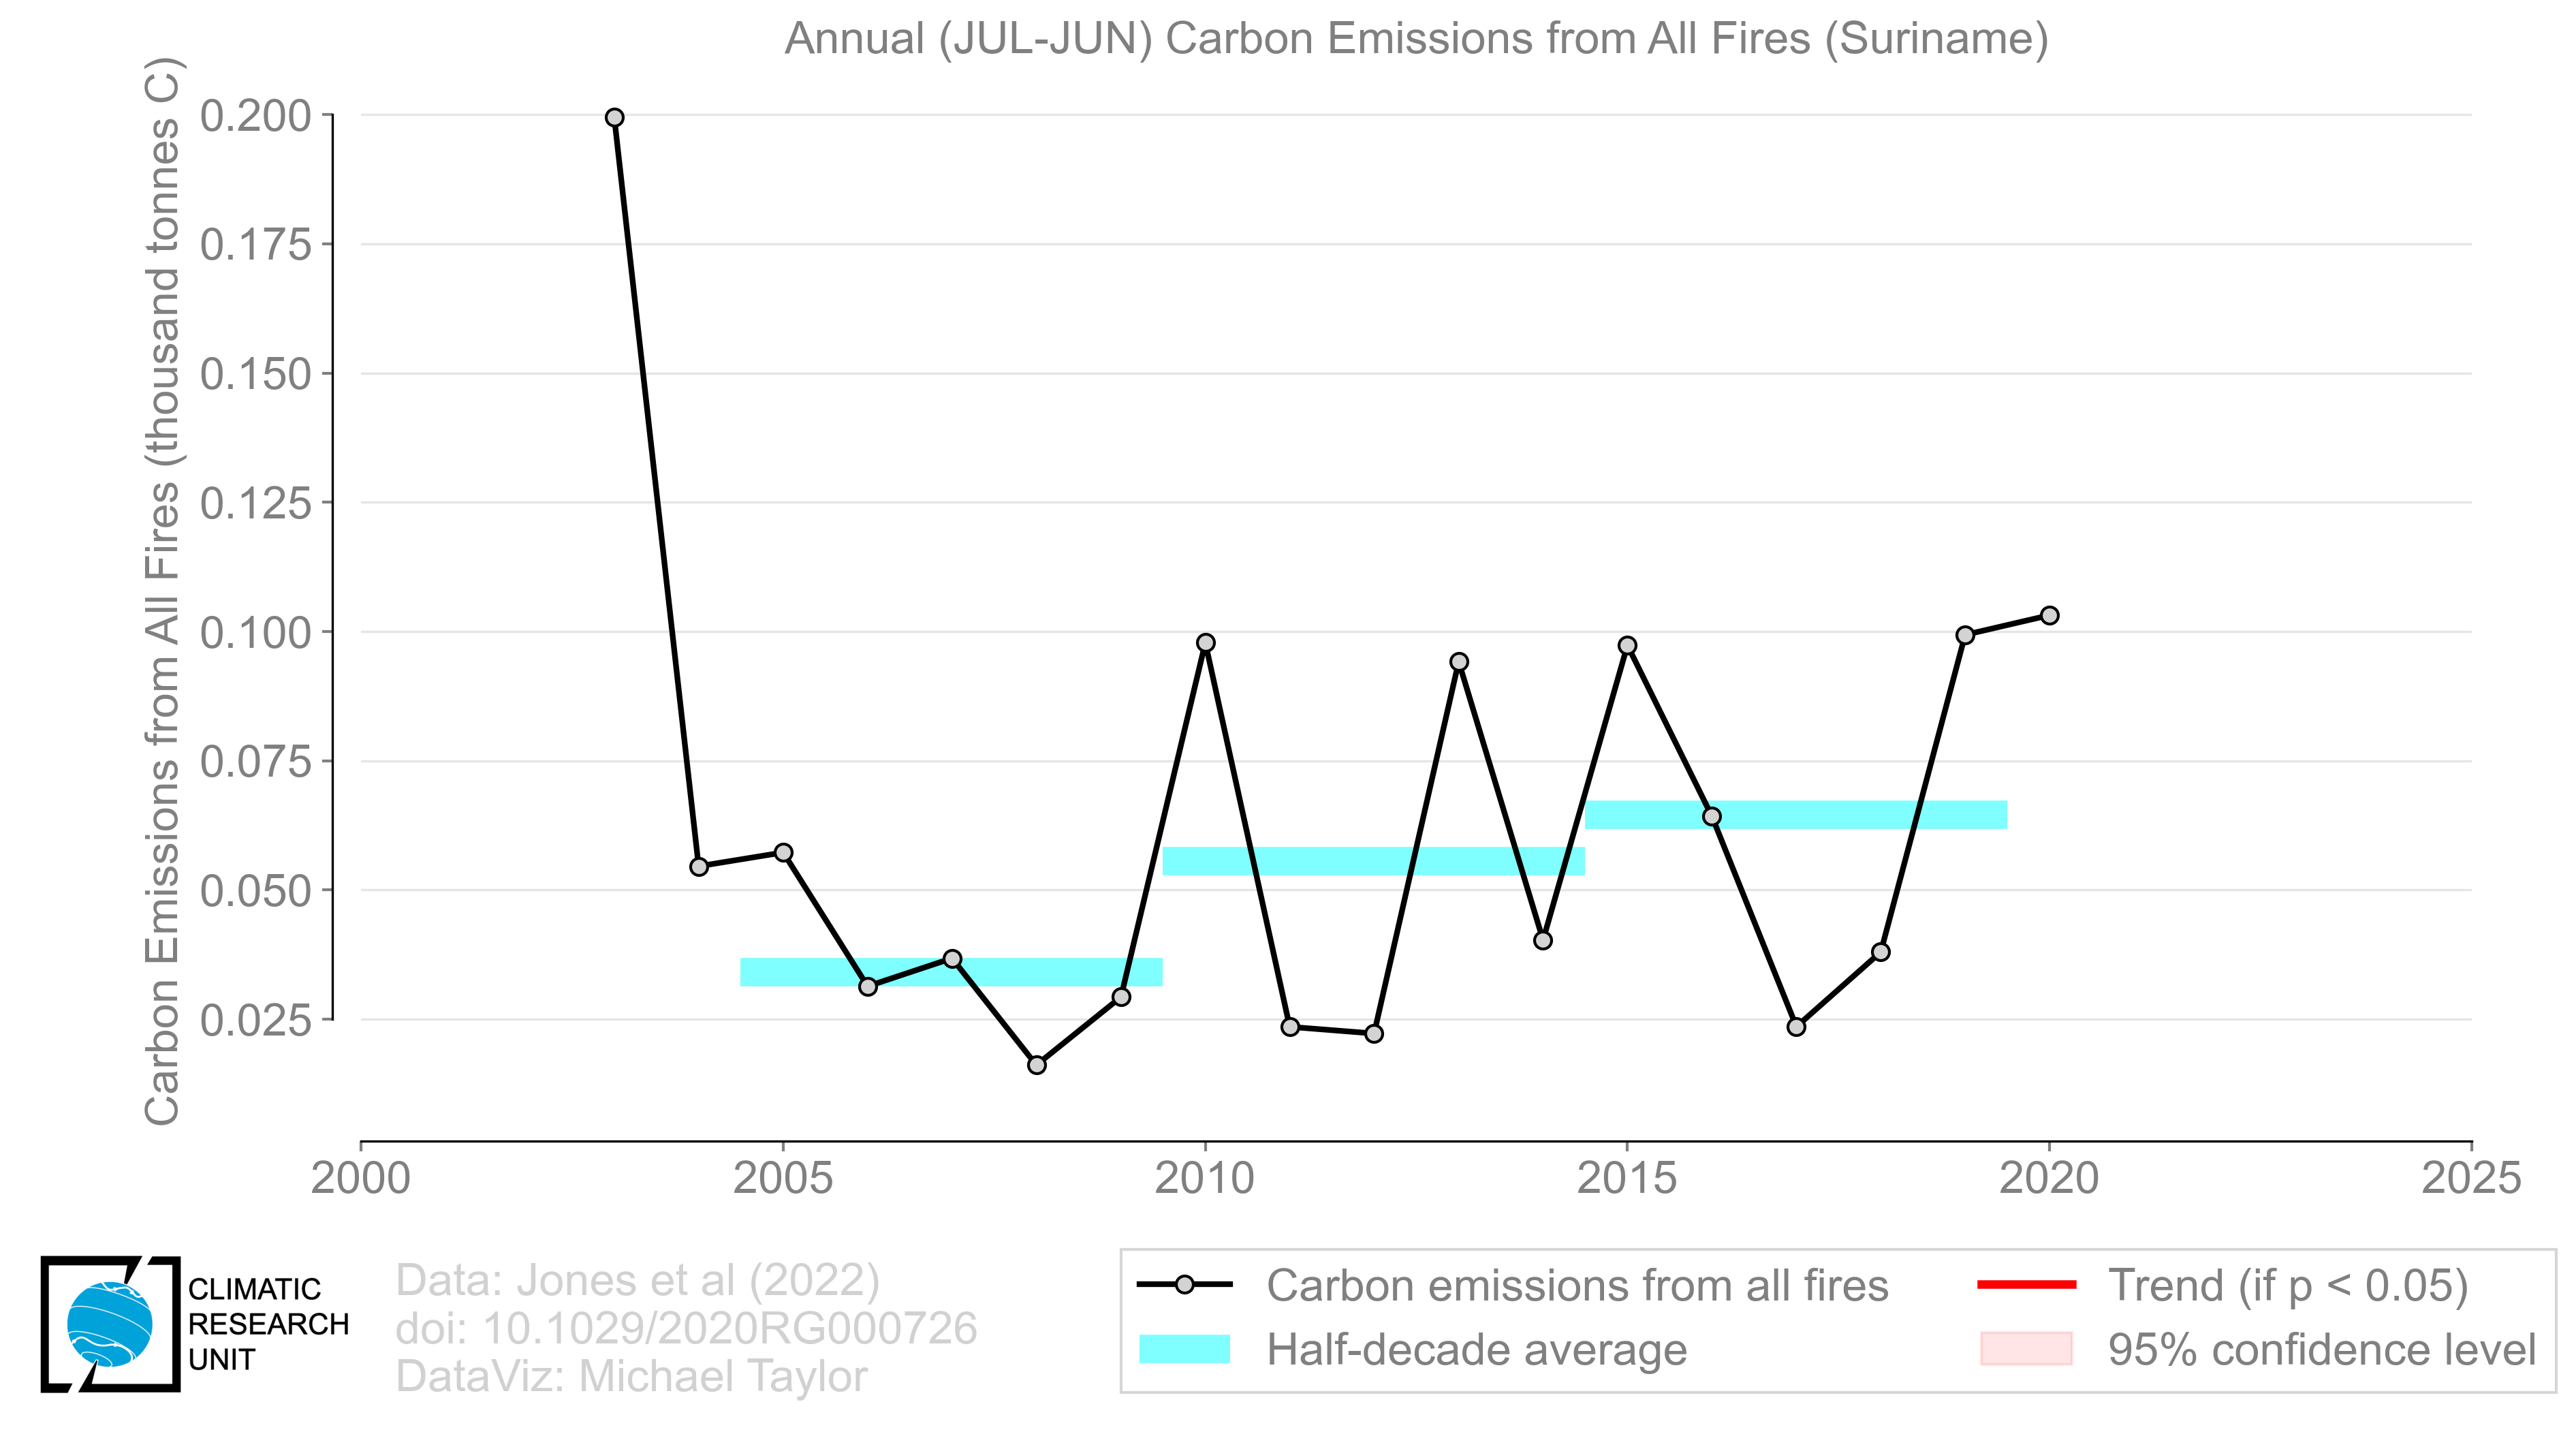 Annual (JUL-JUN) Carbon Emissions from All Fires (Suriname)
Carbon Emissions from All Fires (thousand tonnes C)
0.200
0.175
0.150
0.125
0.100
0.075
0.050
0.025
2000 2005 2010 2015 2020 2025
CLIMATIC
RESEARCH
UNIT
Data: Jones et al (2022)
doi: 10.1029/2020RG000726
DataViz: Michael Taylor
Carbon emissions from all fires
Half-decade average
Trend (if p < 0.05)
95% confidence level